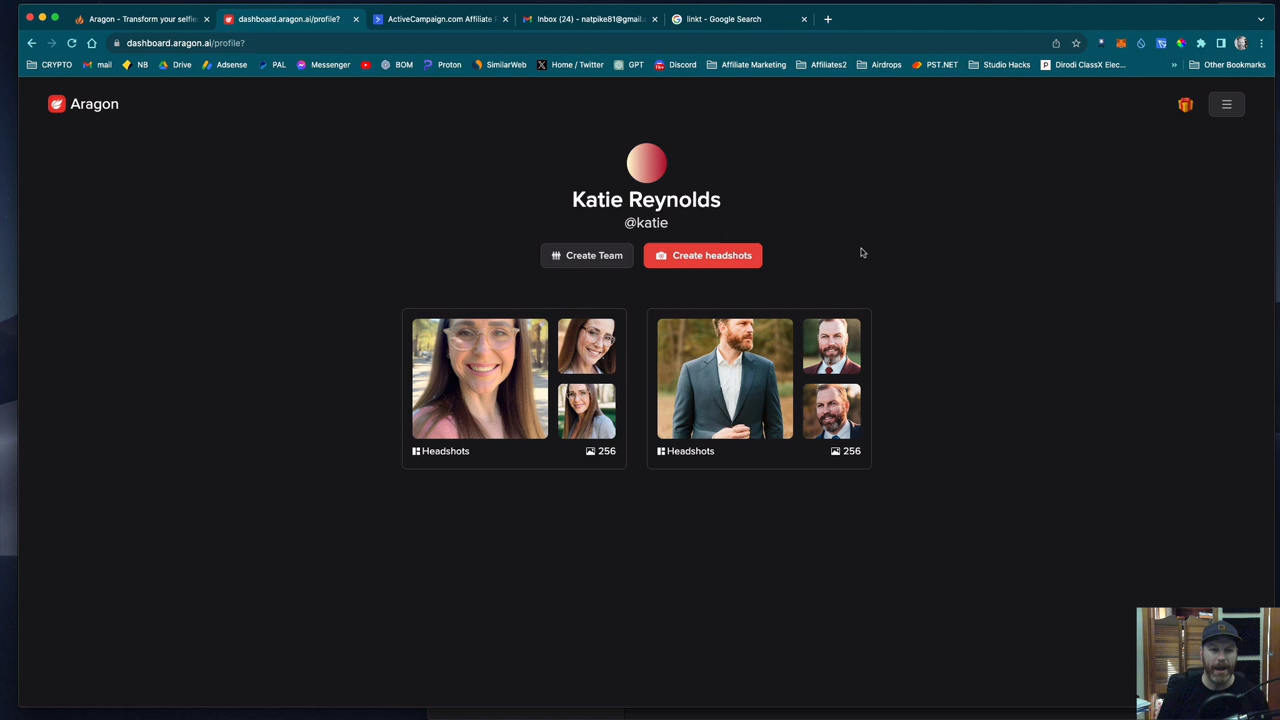 Aragon - Transform your selfie
dashboard.aragon.ai/profile?
ActiveCampaign.com Affiliate
Inbox (24) - natpike81@gmail.
linkt - Google Search
dashboard.aragon.ai/profile?
CRYPTO
mail
NB
Drive
Adsense
PAL
Messenger
BOM
Proton
SimilarWeb
Home / Twitter
GPT
Discord
Affiliate Marketing
Affiliates2
Airdrops
PST.NET
Studio Hacks
Dirodi ClassX Elec...
»
Other Bookmarks
Aragon
Katie Reynolds
@katie
Create Team
Create headshots
Headshots
256
Headshots
256